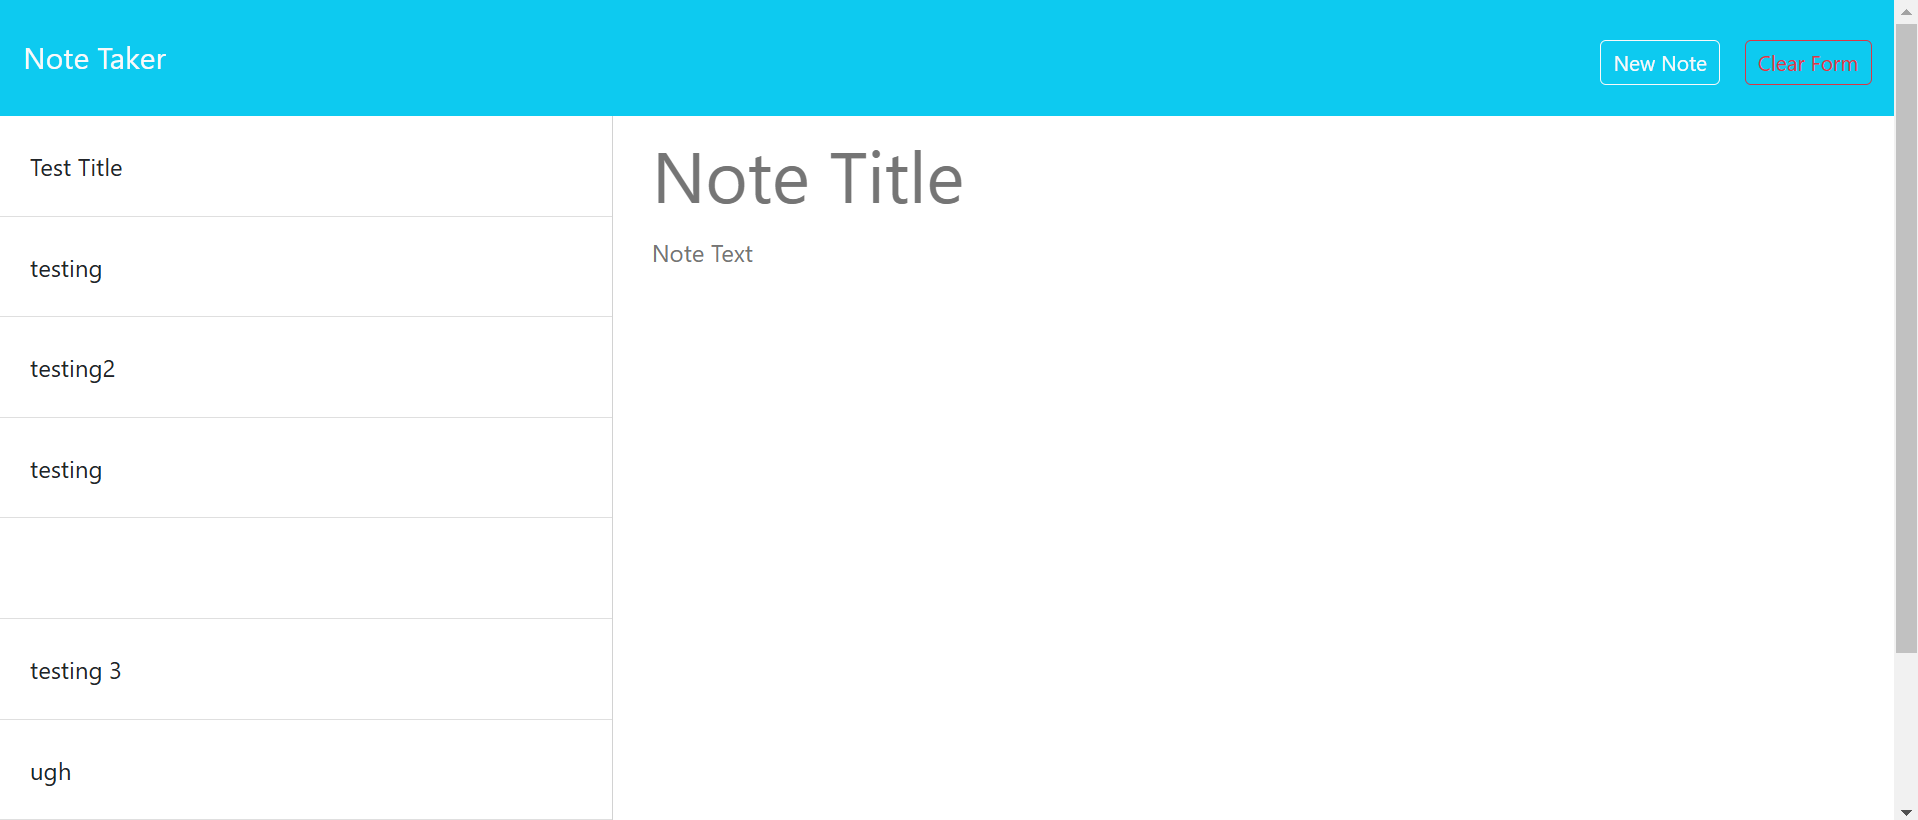 Note Taker
New Note
Clear Form
Test Title
testing
testing2
testing
testing 3
ugh
Note Title
Note Text